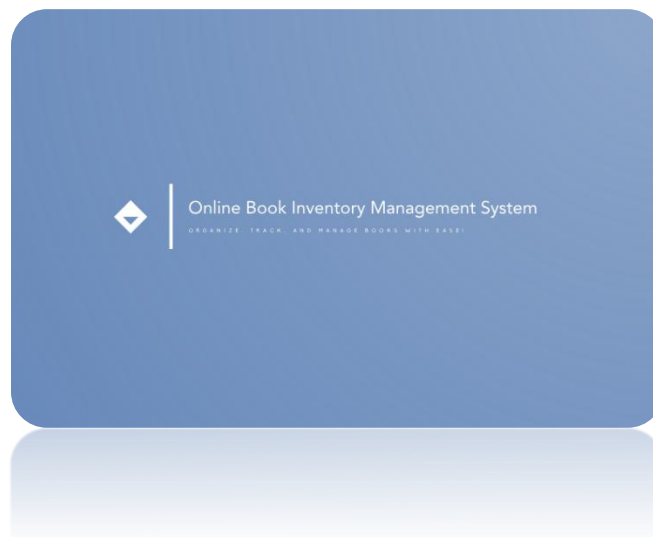 Online Book Inventory Management System
ORGANIZE, TRACK, AND MANAGE BOOKS WITH EASE!